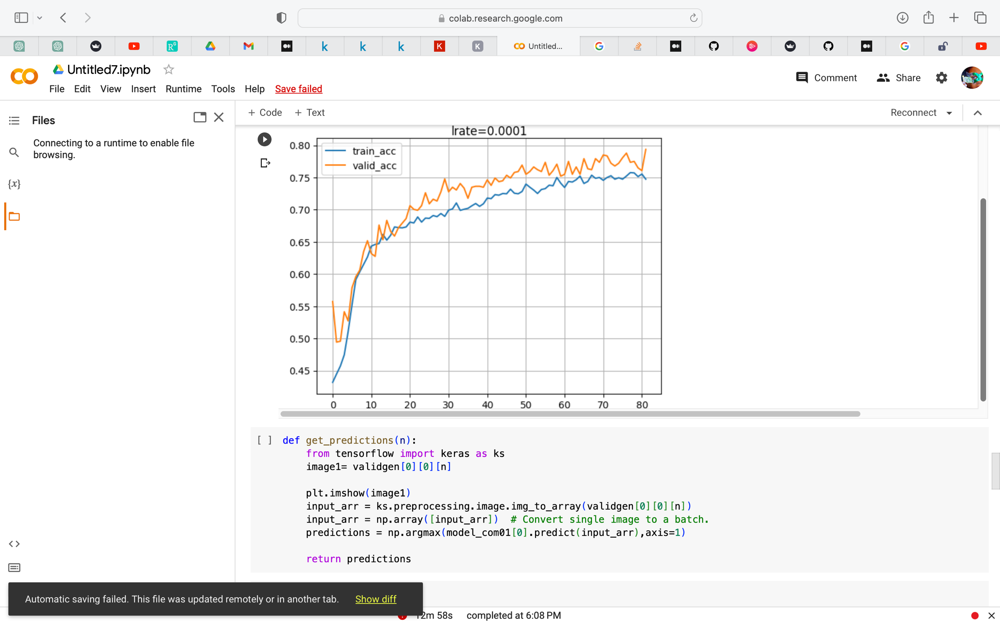 colab.research.google.com
Untitled...
Untitled7.ipynb
File Edit View Insert Runtime Tools Help Save failed
Comment Share
Files
Connecting to a runtime to enable file
browsing.
{x}
+ Code + Text
Reconnect
lrate=0.0001
train_acc
valid_acc
0.80
0.75
0.70
0.65
0.60
0.55
0.50
0.45
0 10 20 30 40 50 60 70 80
[ ] def get_predictions(n):
from tensorflow import keras as ks
image1= validgen[0][0][n]
plt.imshow(image1)
input_arr = ks.preprocessing.image.img_to_array(validgen[0][0][n])
input_arr = np.array([input_arr])  # Convert single image to a batch.
predictions = np.argmax(model_com01[0].predict(input_arr),axis=1)
return predictions
Automatic saving failed. This file was updated remotely or in another tab. Show diff
12m 58s completed at 6:08 PM